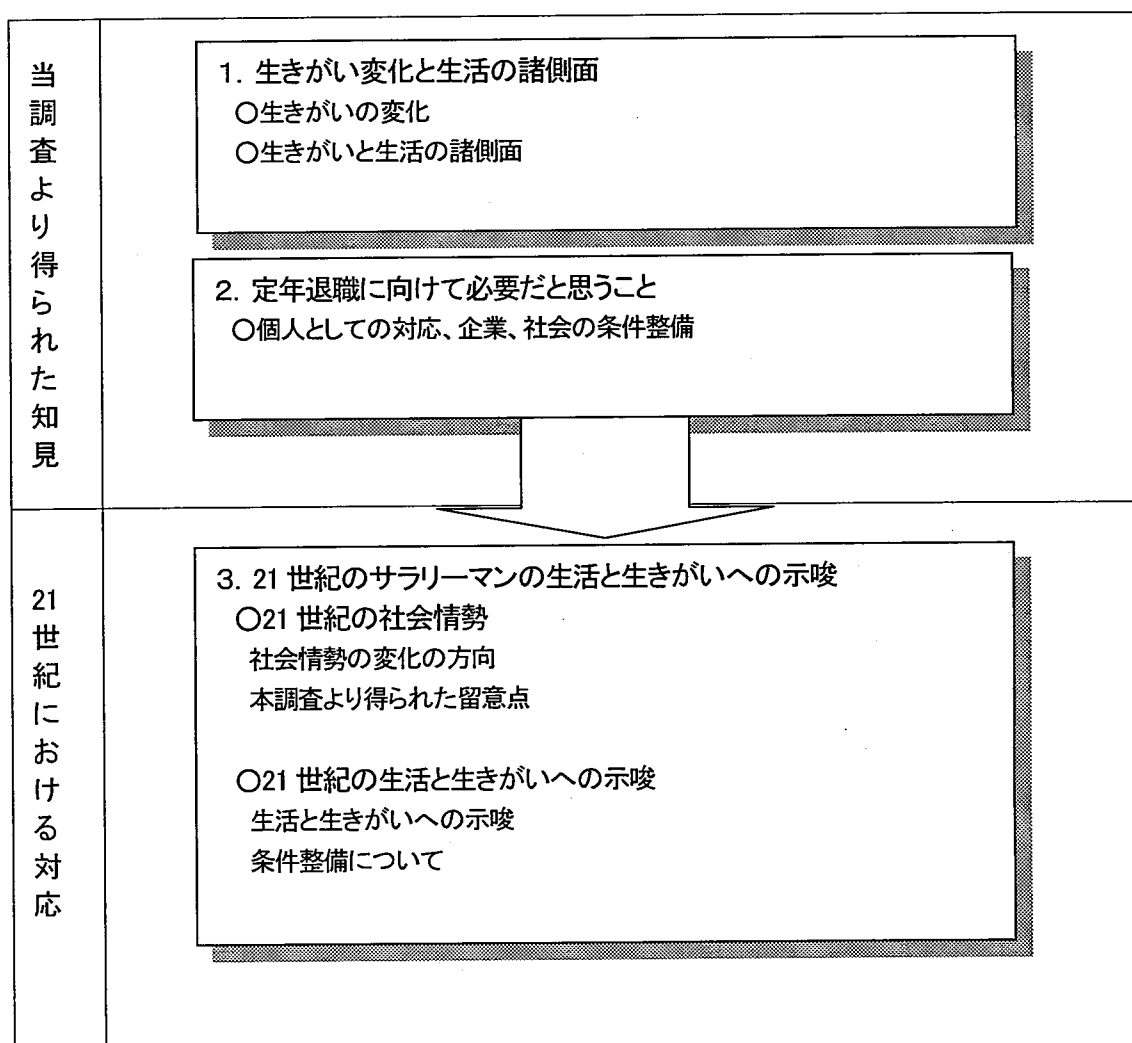 当調査より得られた知見
1. 生きがい変化と生活の諸側面
○生きがいの変化
○生きがいと生活の諸側面
2. 定年退職に向けて必要だと思うこと
○個人としての対応、企業、社会の条件整備
21世紀における対応
3. 21世紀のサラリーマンの生活と生きがいへの示唆
○21世紀の社会情勢
社会情勢の変化の方向
本調査より得られた留意点
○21世紀の生活と生きがいへの示唆
生活と生きがいへの示唆
条件整備について